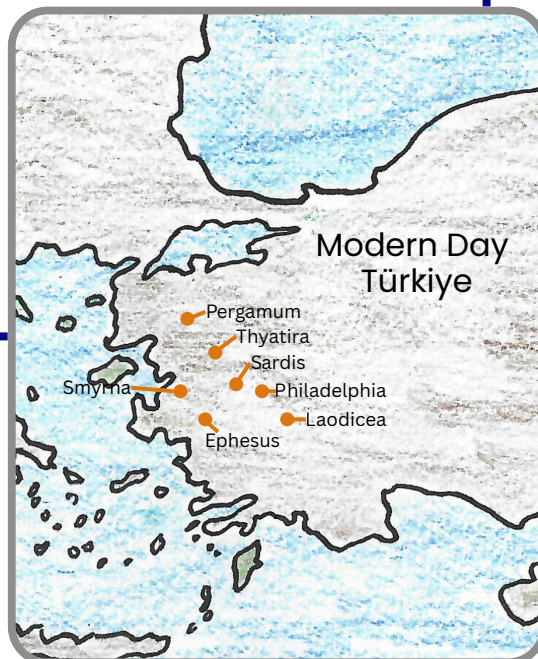 Modern Day
Türkiye
Pergamum
Thyatira
Sardis
Smyrna
Philadelphia
Laodicea
Ephesus